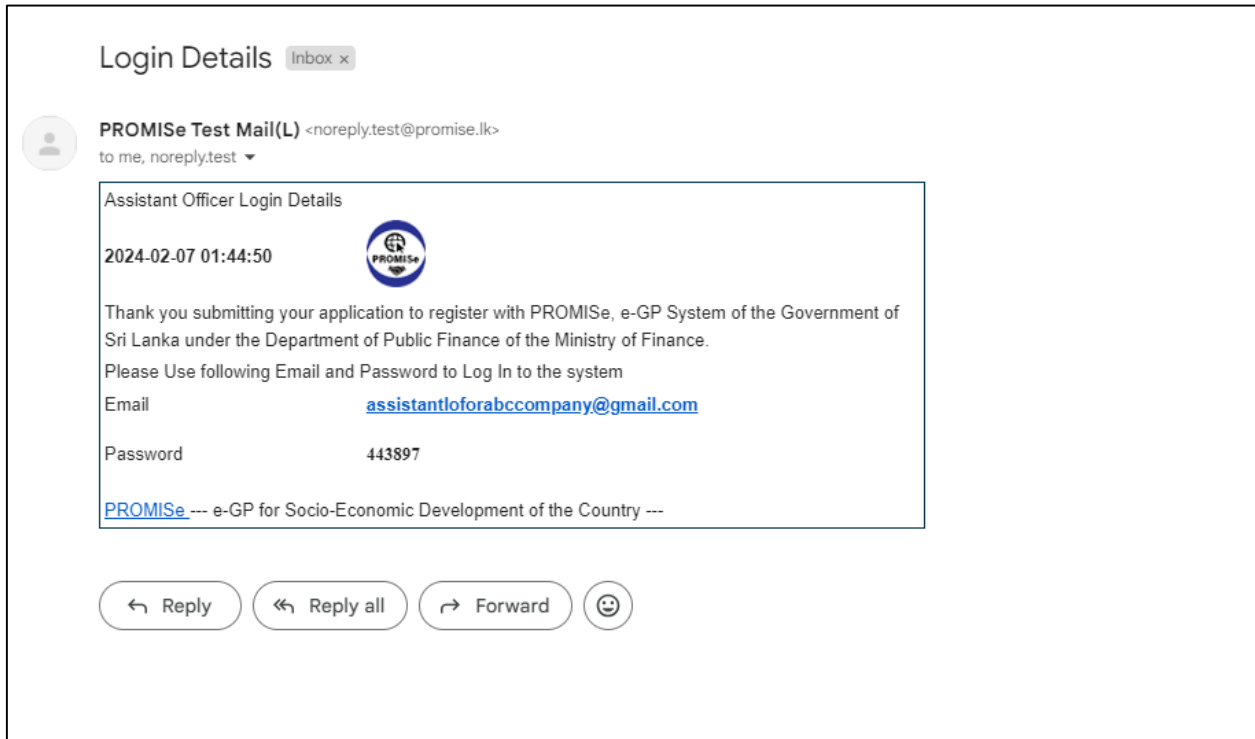 Login Details Inbox ×
PROMISe Test Mail(L) <noreply.test@promise.lk>
to me, noreply.test
Assistant Officer Login Details
2024-02-07 01:44:50
PROMISe
Thank you submitting your application to register with PROMISe, e-GP System of the Government of
Sri Lanka under the Department of Public Finance of the Ministry of Finance.
Please Use following Email and Password to Log In to the system
Email assistantloforabccompany@gmail.com
Password 443897
PROMISe --- e-GP for Socio-Economic Development of the Country ---
Reply Reply all Forward